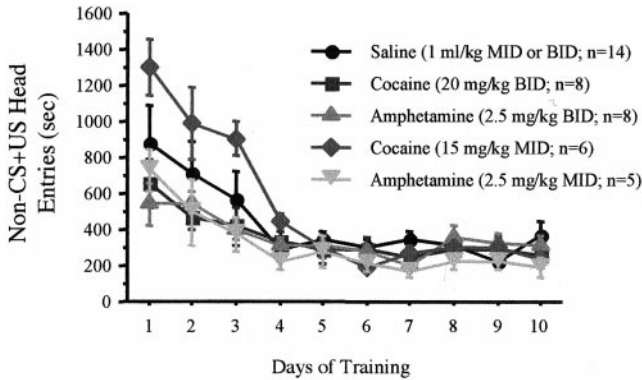 1600
1400
1200
1000
800
600
400
200
0
Non-CS+US Head
Entries (sec)
Saline (1 ml/kg MID or BID; n=14)
Cocaine (20 mg/kg BID; n=8)
Amphetamine (2.5 mg/kg BID; n=8)
Cocaine (15 mg/kg MID; n=6)
Amphetamine (2.5 mg/kg MID; n=5)
1 2 3 4 5 6 7 8 9 10
Days of Training